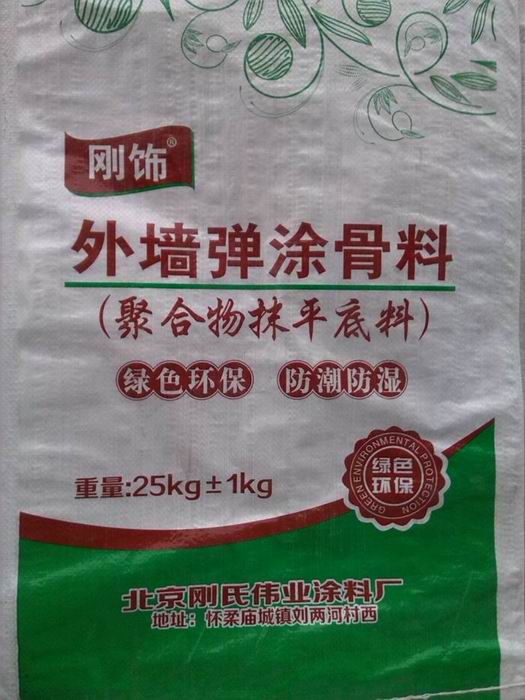 刚饰®
外墙弹涂骨料
（聚合物抹平底料）
绿色环保 防潮防湿
GREEN ENVIRONMENTAL PROTECTION
绿色
环保
重量:25kg±1kg
北京刚氏伟业涂料厂
地址：怀柔庙城镇刘两河村西